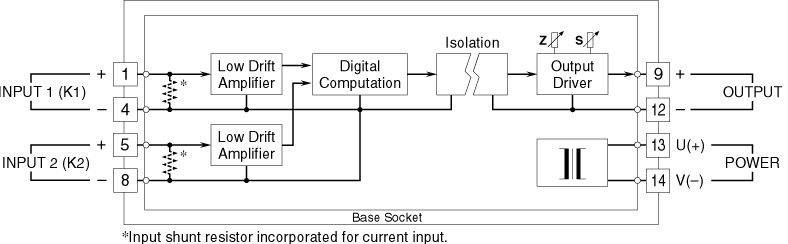 Isolation
Z S
INPUT 1 (K1)
+ 1
*
Low Drift
Amplifier
Digital
Computation
Output
Driver
9 +
OUTPUT
– 4
12 –
INPUT 2 (K2)
+ 5
*
Low Drift
Amplifier
13 U(+)
POWER
– 8
14 V(–)
Base Socket
*Input shunt resistor incorporated for current input.